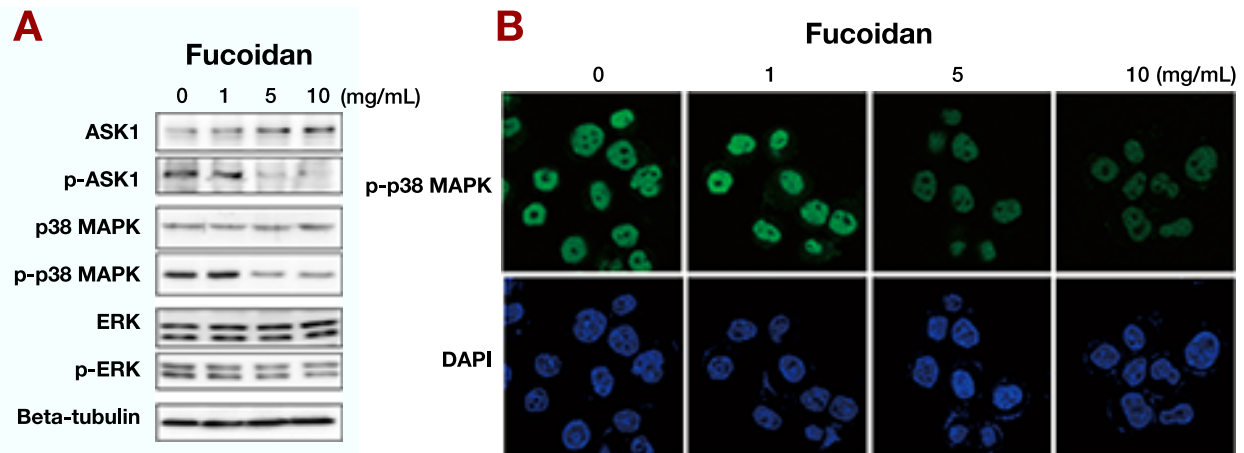 A
Fucoidan
0 1 5 10 (mg/mL)
ASK1
p-ASK1
p38 MAPK
p-p38 MAPK
ERK
p-ERK
Beta-tubulin
B
Fucoidan
0 1 5 10 (mg/mL)
p-p38 MAPK
DAPI